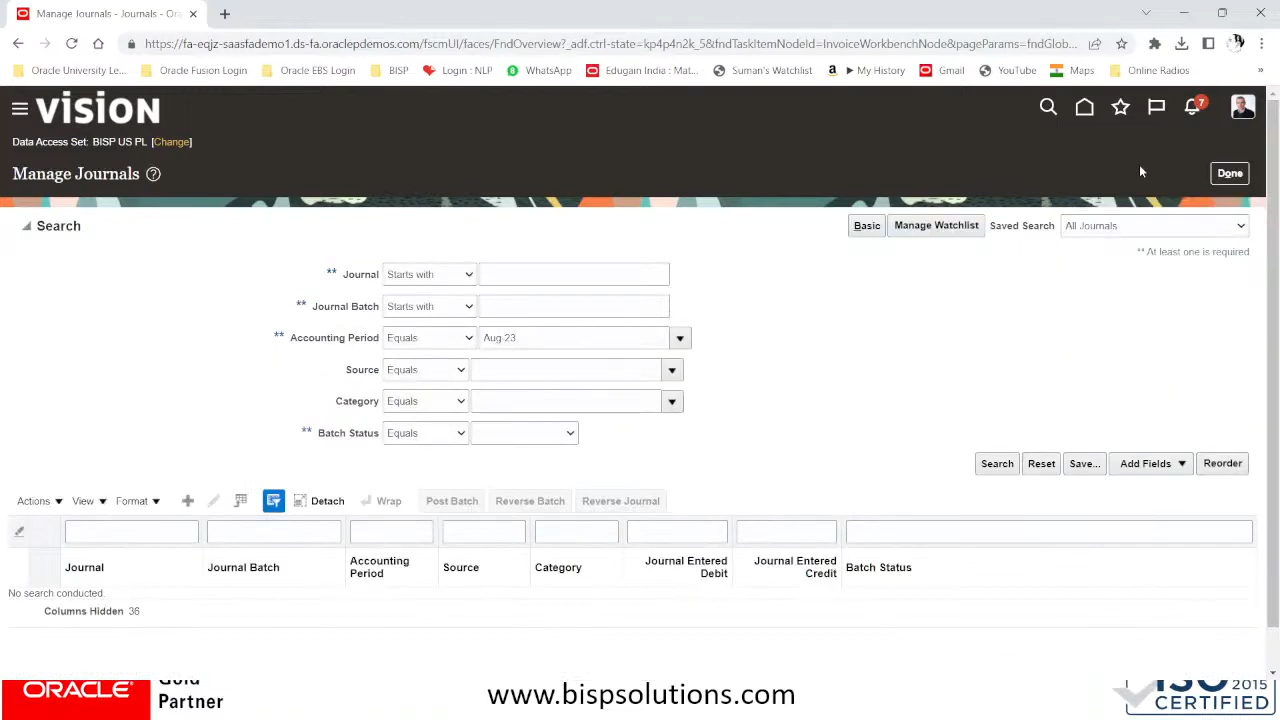 Manage Journals - Journals - Or
https://fa-eqjz-saasfademo1.ds-fa.oraclepdemos.com/fscmUI/faces/FndOverview?_adf.ctrl-state=kp4p4n2k_5&fndTaskItemNodeId=InvoiceWorkbenchNode&pageParams=fndGlob...
Oracle University Le... Oracle Fusion Login Oracle EBS Login BISP Login : NLP WhatsApp Edugain India : Mat... Suman's Watchlist My History Gmail YouTube Maps Online Radios »
VISION
7
Data Access Set: BISP US PL [Change]
Manage Journals
Done
Search
Basic Manage Watchlist Saved Search All Journals
** At least one is required
** Journal Starts with
** Journal Batch Starts with
** Accounting Period Equals Aug-23
Source Equals
Category Equals
** Batch Status Equals
Search Reset Save... Add Fields Reorder
Actions View Format Detach Wrap Post Batch Reverse Batch Reverse Journal
Journal Journal Batch Accounting Period Source Category Journal Entered Debit Journal Entered Credit Batch Status
No search conducted.
Columns Hidden 36
ORACLE
Gold
Partner
www.bispsolutions.com
ISO 2015
CERTIFIED